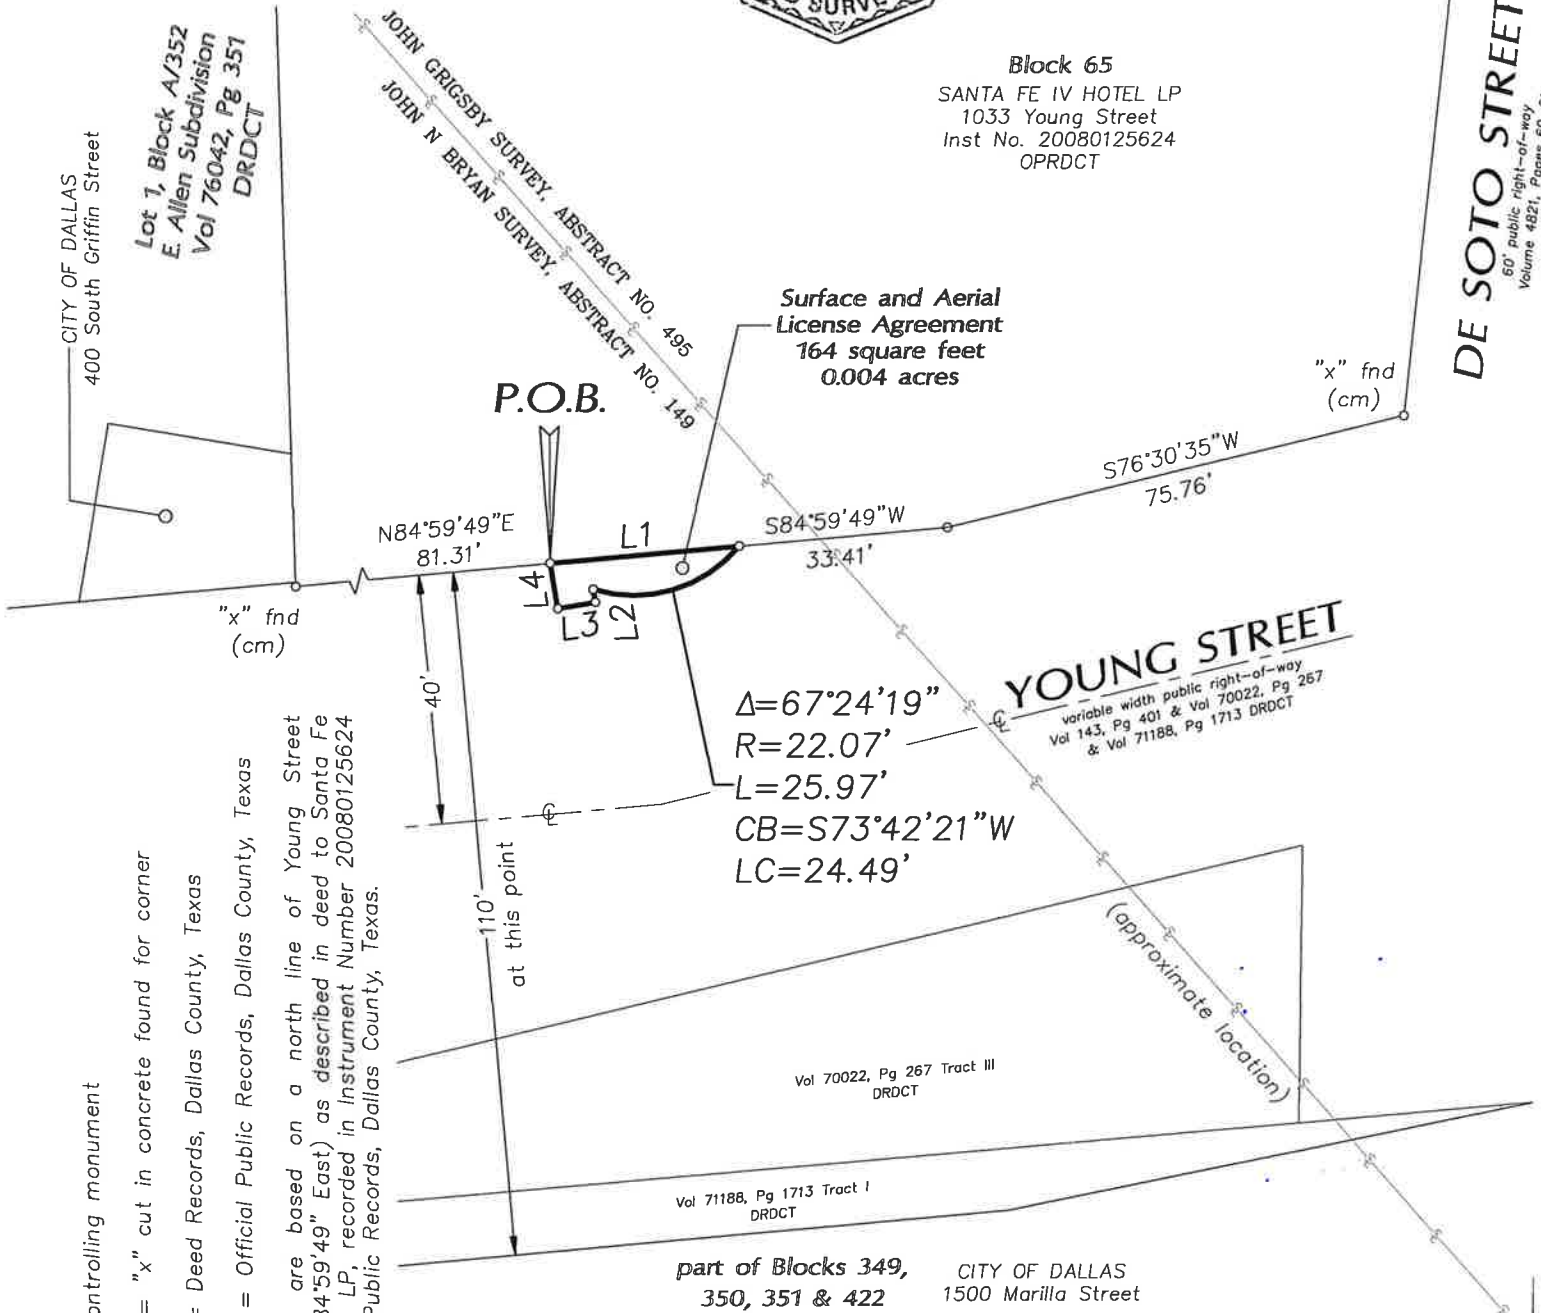 SURVE
Lot 1, Block A/352
E. Allen Subdivision
Vol 76042, Pg 351
DRDCT
CITY OF DALLAS
400 South Griffin Street
JOHN GRIGSBY SURVEY, ABSTRACT NO. 495
JOHN N BRYAN SURVEY, ABSTRACT NO. 149
Block 65
SANTA FE IV HOTEL LP
1033 Young Street
Inst No. 20080125624
OPRDCT
DE SOTO STREET
60' public right-of-way
Volume 4821, Pages 60
Surface and Aerial
License Agreement
164 square feet
0.004 acres
"x" fnd
(cm)
P.O.B.
S76°30'35"W
75.76'
N84°59'49"E
81.31'
L1
S84°59'49"W
33.41'
L4
L3
L2
"x" fnd
(cm)
40'
110'
at this point
YOUNG STREET
variable width public right-of-way
Vol 143, Pg 401 & Vol 70022, Pg 267
& Vol 71188, Pg 1713 DRDCT
Δ=67°24'19"
R=22.07'
L=25.97'
CB=S73°42'21"W
LC=24.49'
℄
℄
(approximate location)
ontrolling monument
= "x" cut in concrete found for corner
= Deed Records, Dallas County, Texas
= Official Public Records, Dallas County, Texas
are based on a north line of Young Street
84°59'49" East) as described in deed to Santa Fe
LP, recorded in Instrument Number 20080125624
Public Records, Dallas County, Texas.
Vol 70022, Pg 267 Tract III
DRDCT
Vol 71188, Pg 1713 Tract I
DRDCT
part of Blocks 349,
350, 351 & 422
CITY OF DALLAS
1500 Marilla Street